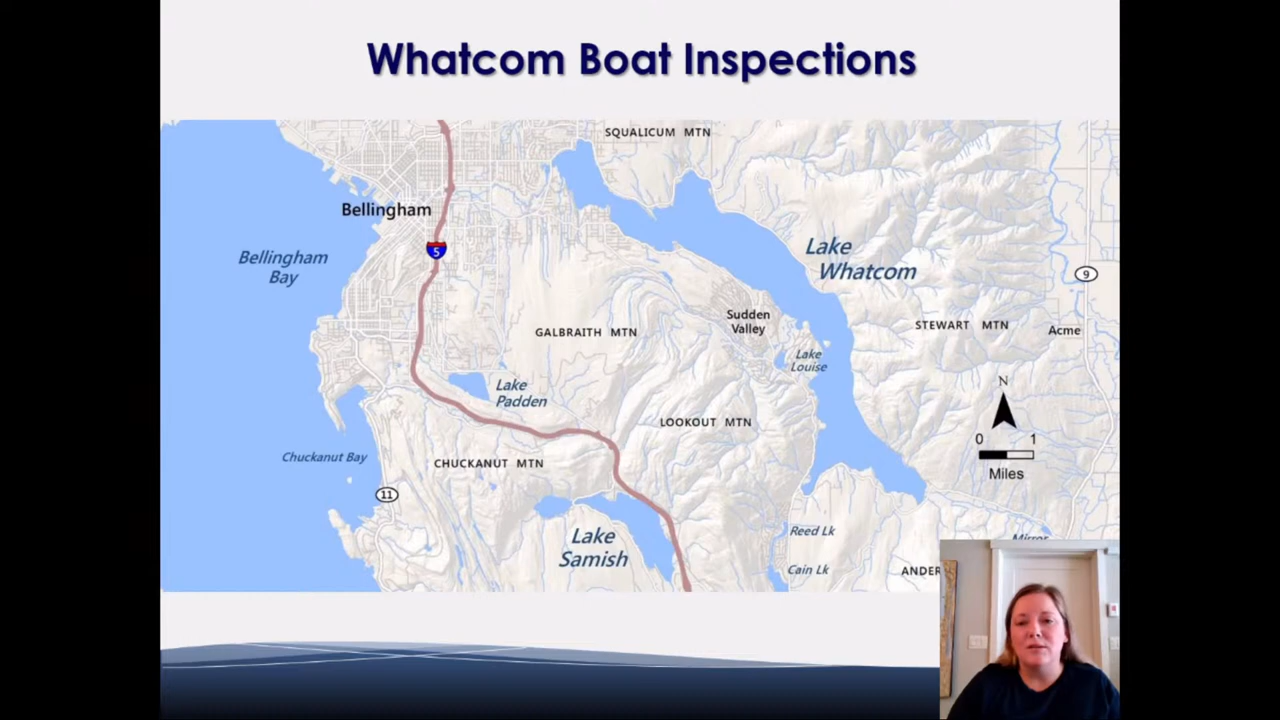 Whatcom Boat Inspections
SQUALICUM MTN
Bellingham
Bellingham
Bay
5
Lake
Whatcom
9
Sudden
Valley
STEWART MTN
Acme
GALBRAITH MTN
Lake
Louise
Lake
Padden
N
LOOKOUT MTN
0 1
Miles
Chuckanut Bay
CHUCKANUT MTN
11
Lake
Samish
Reed Lk
Mirror
Cain Lk
ANDER